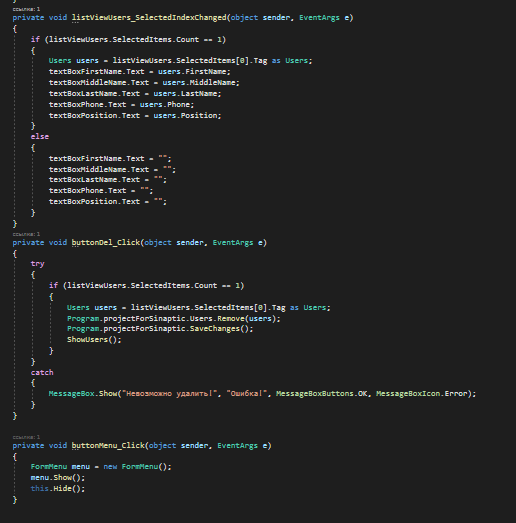 }
ссылка: 1
private void listViewUsers_SelectedIndexChanged(object sender, EventArgs e)
{
if (listViewUsers.SelectedItems.Count == 1)
{
Users users = listViewUsers.SelectedItems[0].Tag as Users;
textBoxFirstName.Text = users.FirstName;
textBoxMiddleName.Text = users.MiddleName;
textBoxLastName.Text = users.LastName;
textBoxPhone.Text = users.Phone;
textBoxPosition.Text = users.Position;
}
else
{
textBoxFirstName.Text = "";
textBoxMiddleName.Text = "";
textBoxLastName.Text = "";
textBoxPhone.Text = "";
textBoxPosition.Text = "";
}
}
ссылка: 1
private void buttonDel_Click(object sender, EventArgs e)
{
try
{
if (listViewUsers.SelectedItems.Count == 1)
{
Users users = listViewUsers.SelectedItems[0].Tag as Users;
Program.projectForSinaptic.Users.Remove(users);
Program.projectForSinaptic.SaveChanges();
ShowUsers();
}
}
catch
{
MessageBox.Show("Невозможно удалить!", "Ошибка!", MessageBoxButtons.OK, MessageBoxIcon.Error);
}
}
ссылка: 1
private void buttonMenu_Click(object sender, EventArgs e)
{
FormMenu menu = new FormMenu();
menu.Show();
this.Hide();
}